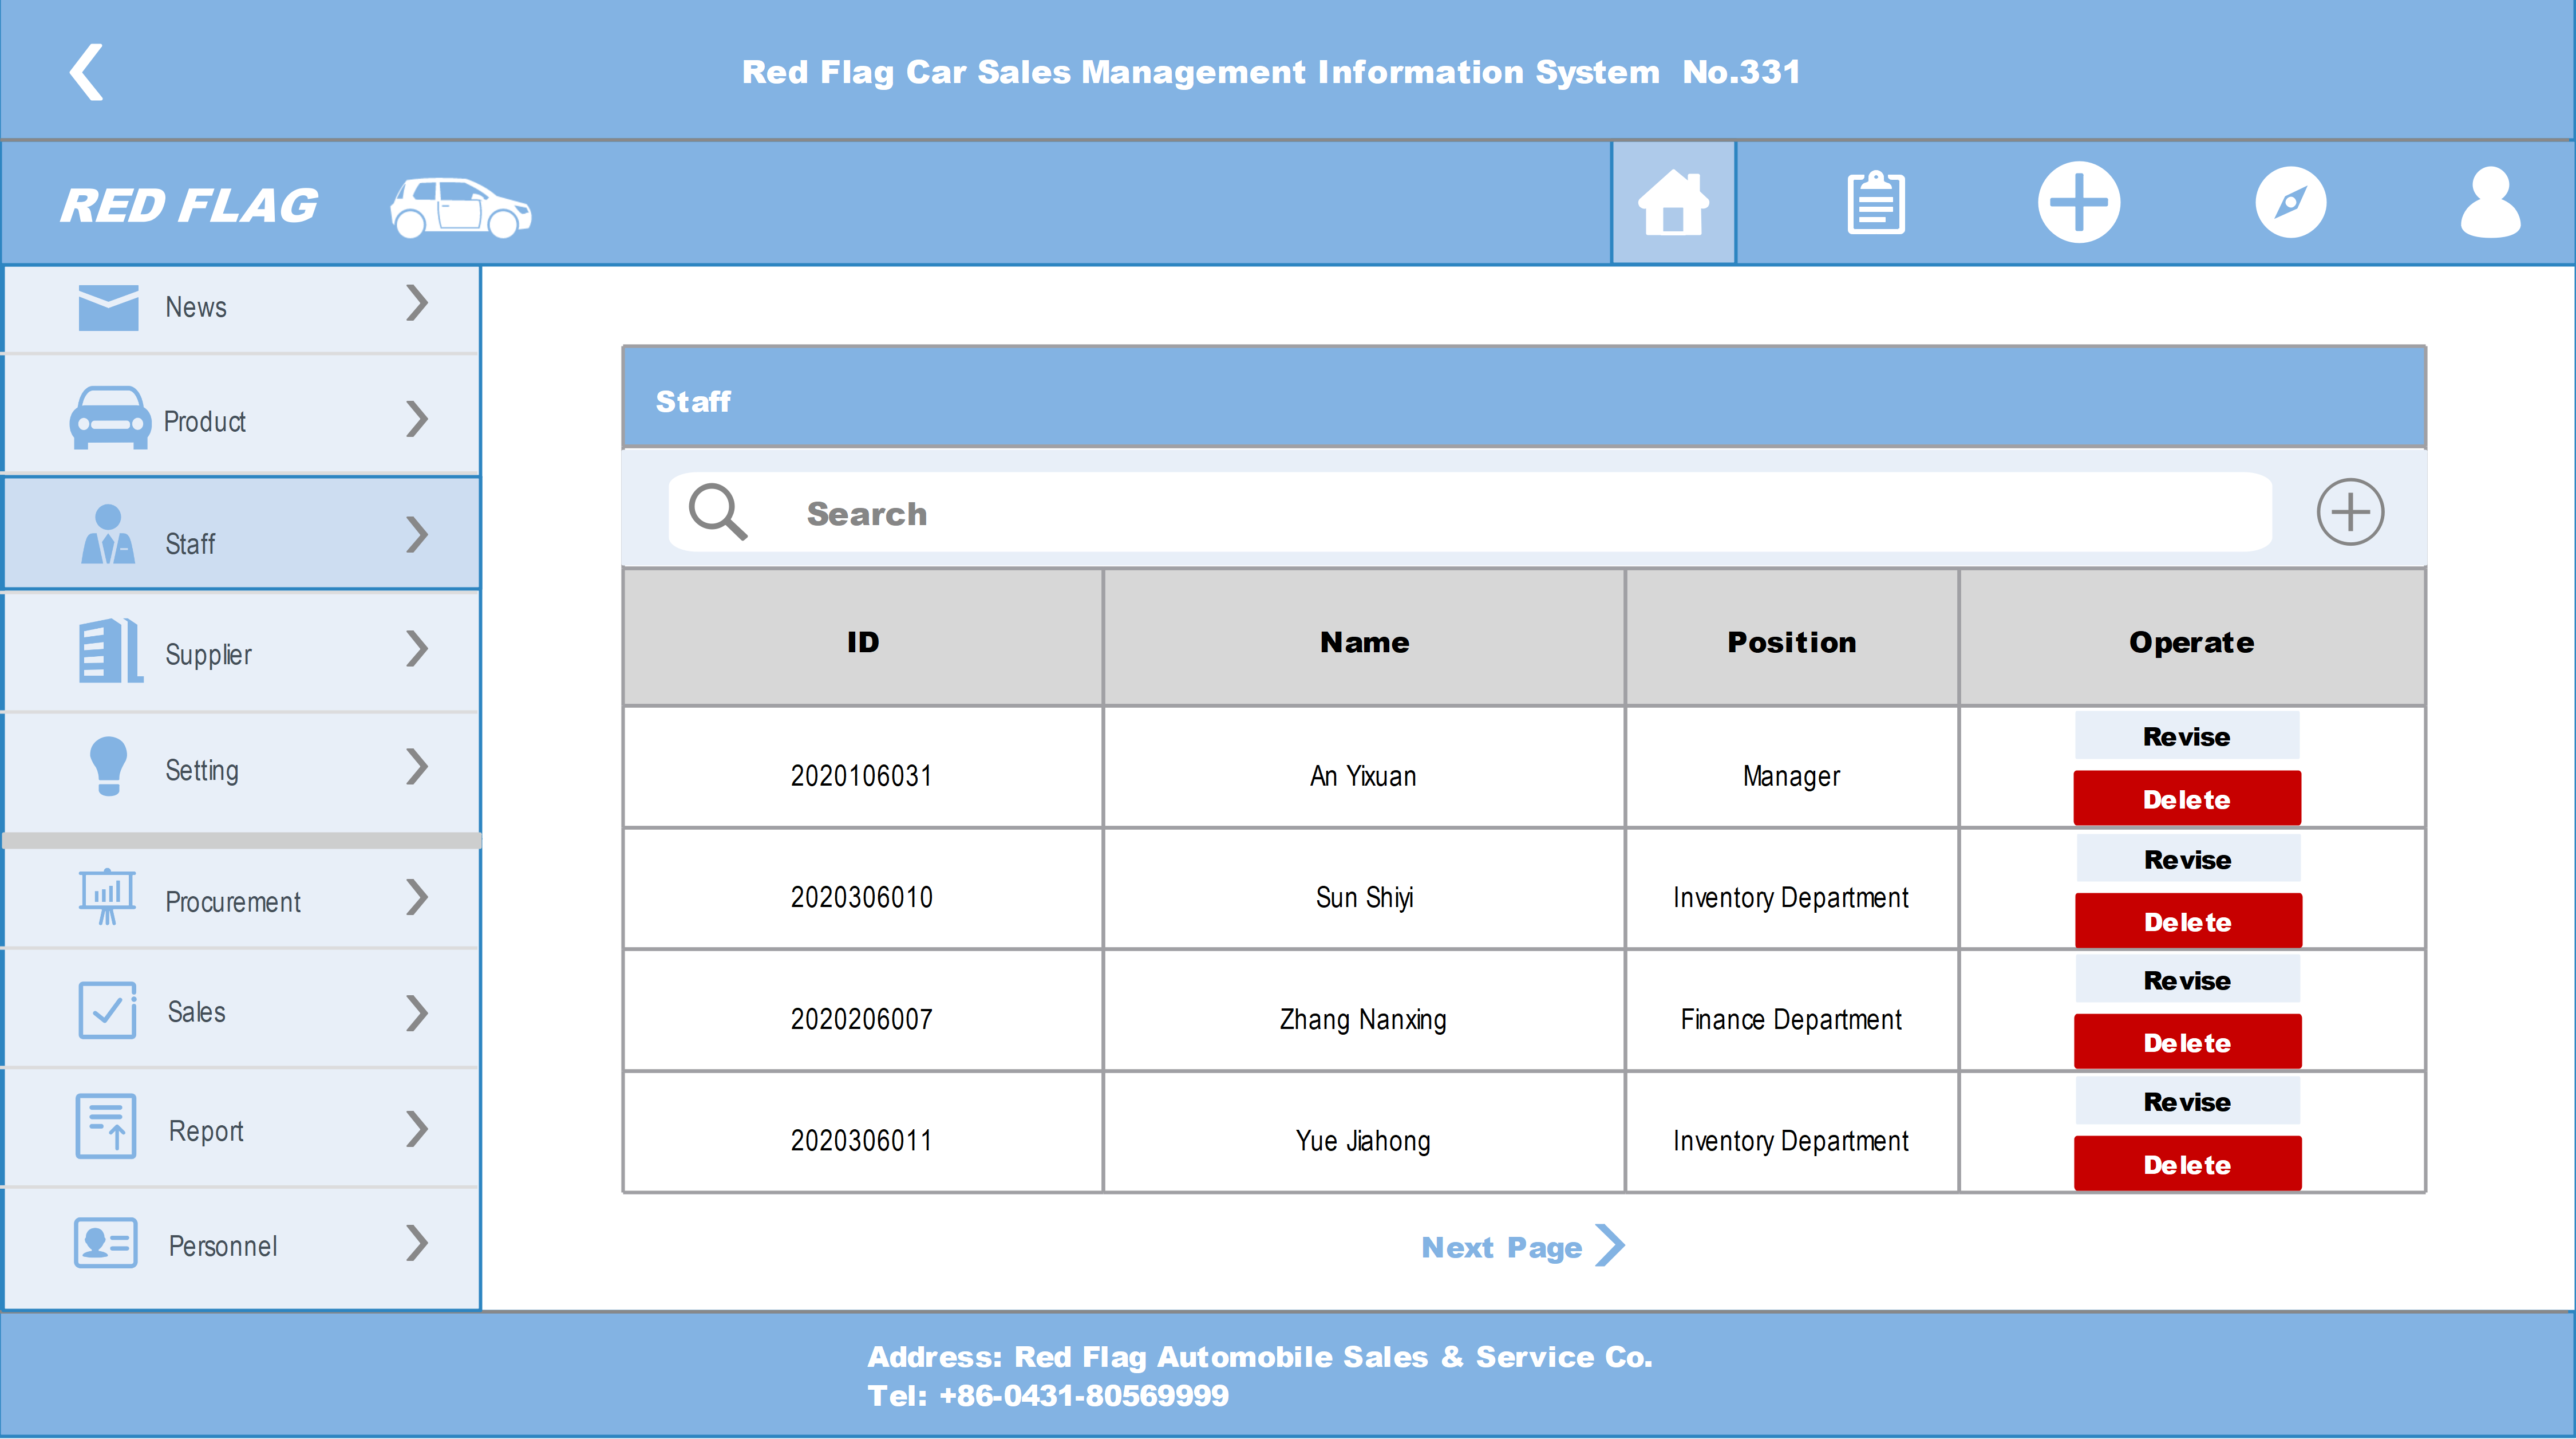 Red Flag Car Sales Management Information System  No.331
RED FLAG
News
Product
Staff
Supplier
Setting
Procurement
Sales
Report
Personnel
Staff
Search
ID Name Position Operate
2020106031 An Yixuan Manager Revise Delete
2020306010 Sun Shiyi Inventory Department Revise Delete
2020206007 Zhang Nanxing Finance Department Revise Delete
2020306011 Yue Jiahong Inventory Department Revise Delete
Next Page
Address: Red Flag Automobile Sales & Service Co.
Tel: +86-0431-80569999